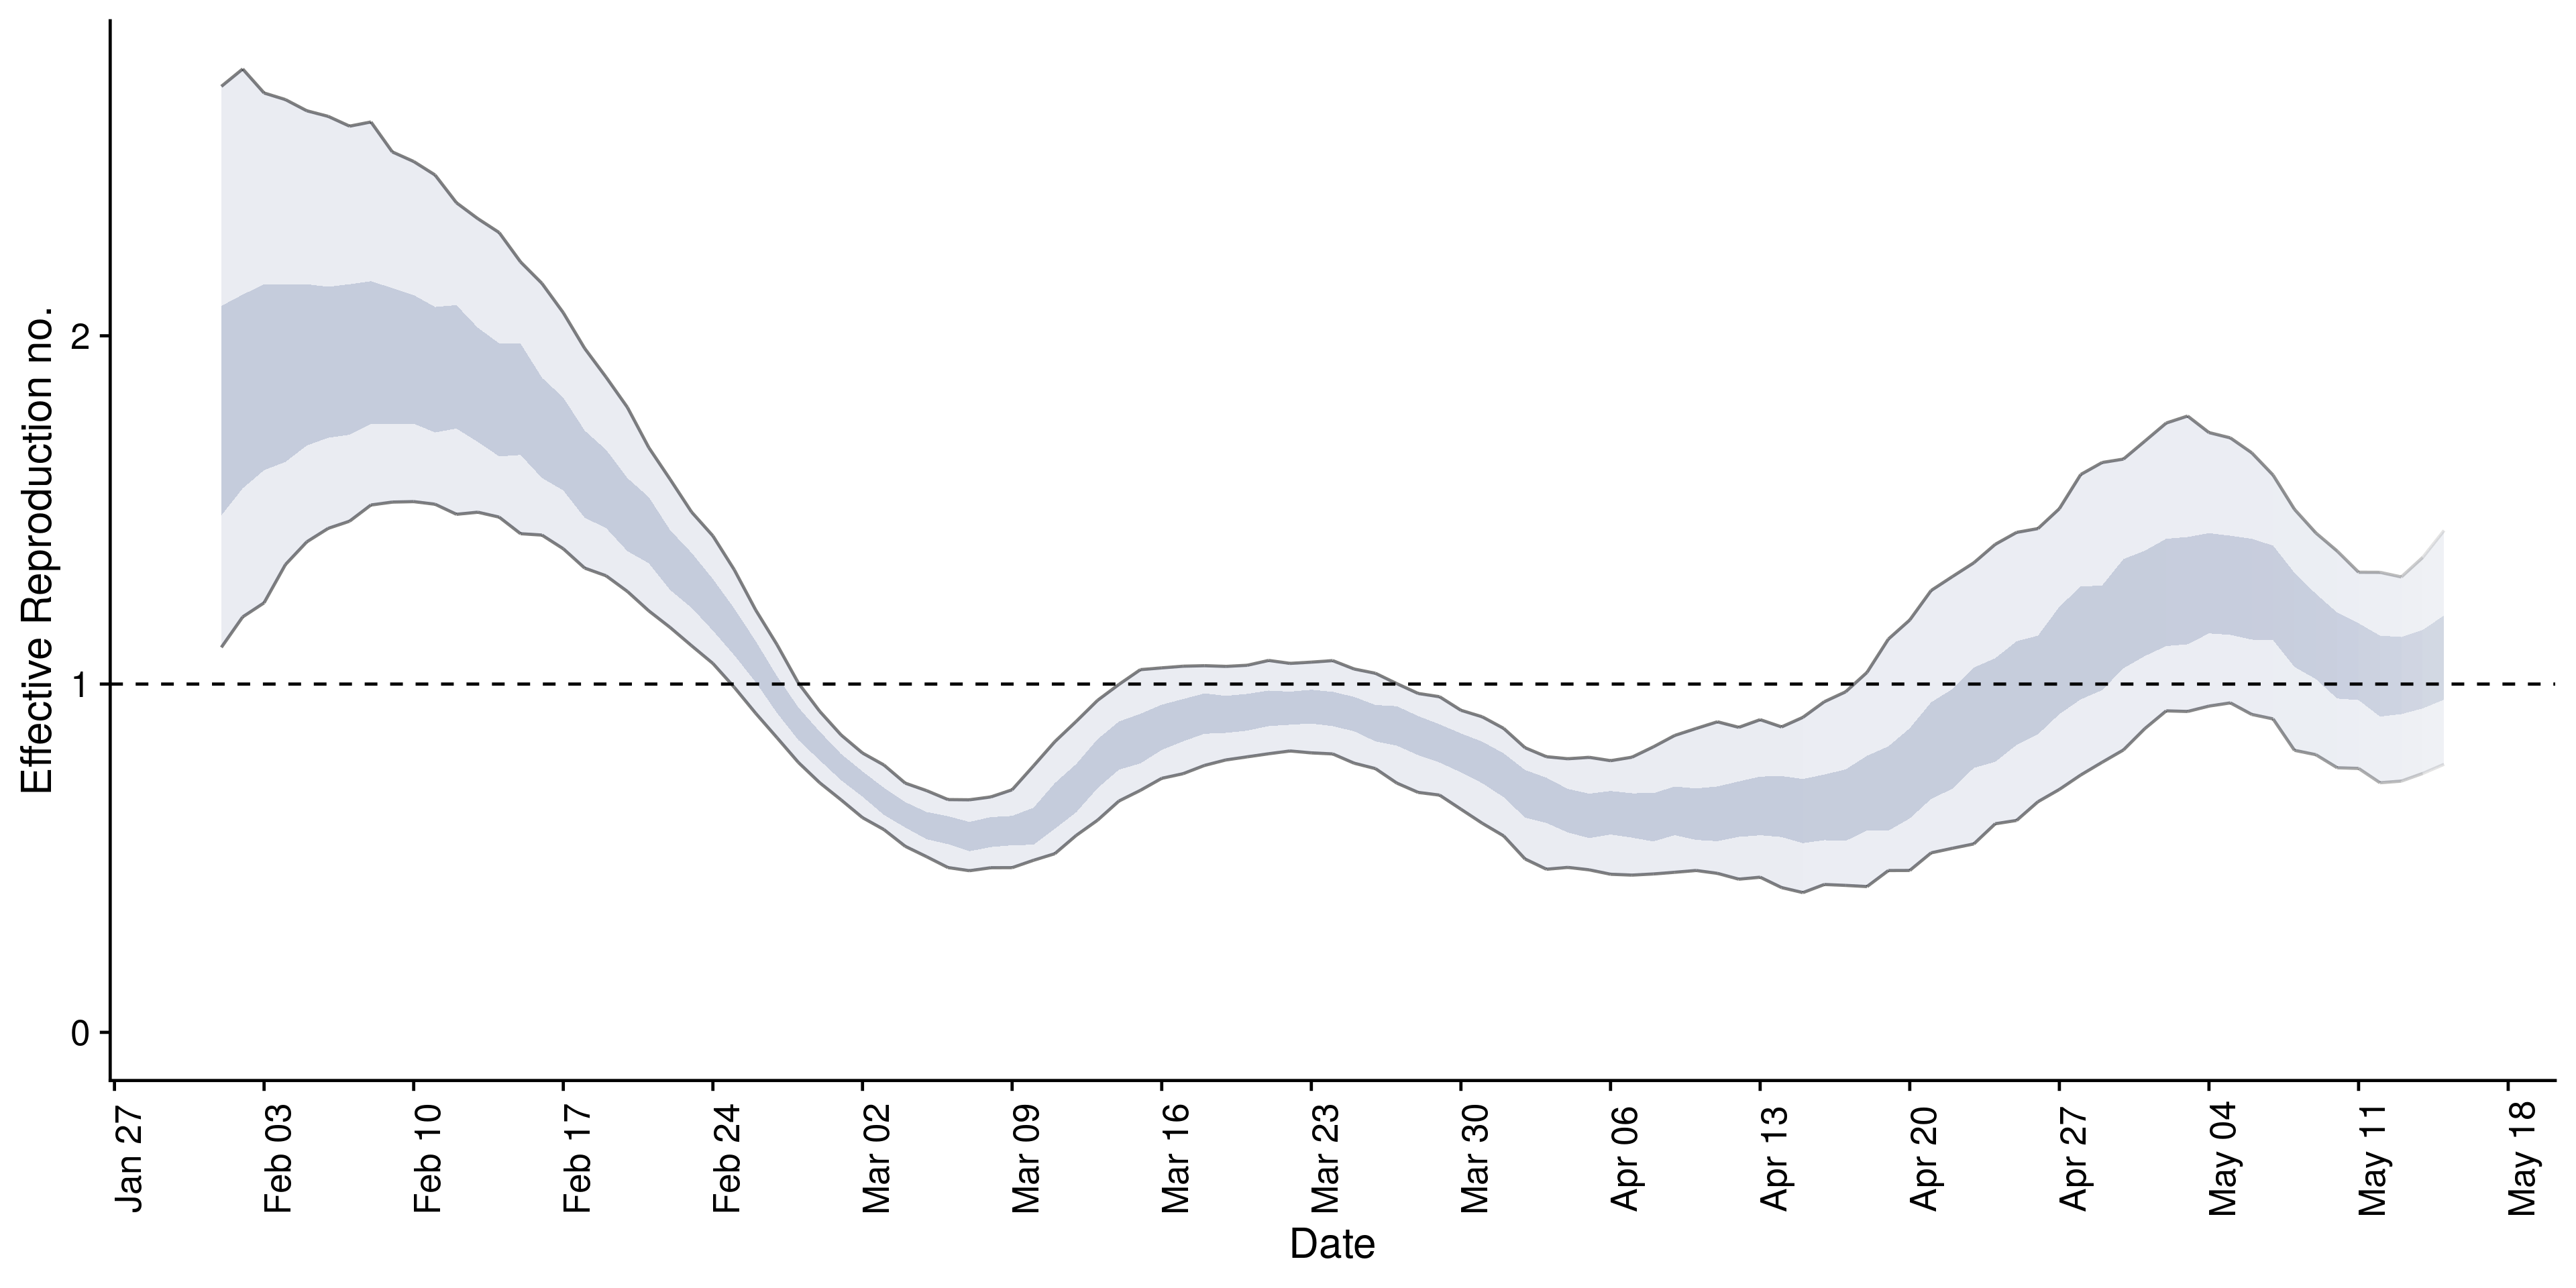 Effective Reproduction no.
2
1
0
Jan 27
Feb 03
Feb 10
Feb 17
Feb 24
Mar 02
Mar 09
Mar 16
Mar 23
Mar 30
Apr 06
Apr 13
Apr 20
Apr 27
May 04
May 11
May 18
Date